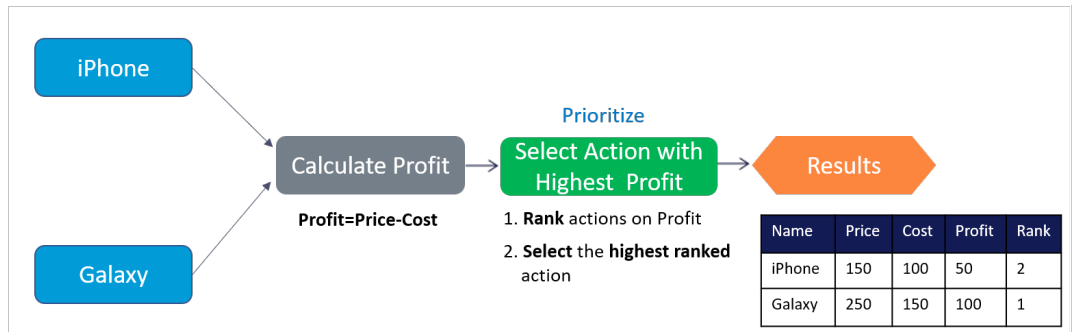 iPhone
Prioritize
Calculate Profit
Select Action with
Highest Profit
Results
Profit=Price-Cost
1. Rank actions on Profit
2. Select the highest ranked
action
Galaxy
Name Price Cost Profit Rank
iPhone 150 100 50 2
Galaxy 250 150 100 1